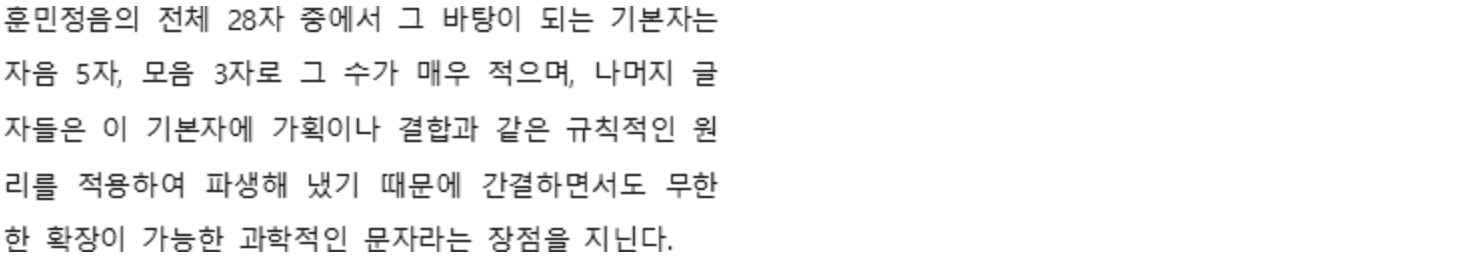 훈민정음의 전체 28자 중에서 그 바탕이 되는 기본자는
자음 5자, 모음 3자로 그 수가 매우 적으며, 나머지 글
자들은 이 기본자에 가획이나 결합과 같은 규칙적인 원
리를 적용하여 파생해 냈기 때문에 간결하면서도 무한
한 확장이 가능한 과학적인 문자라는 장점을 지닌다.